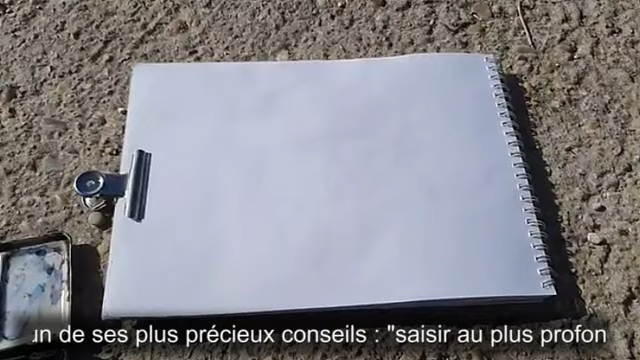 un de ses plus précieux conseils : "saisir au plus profon